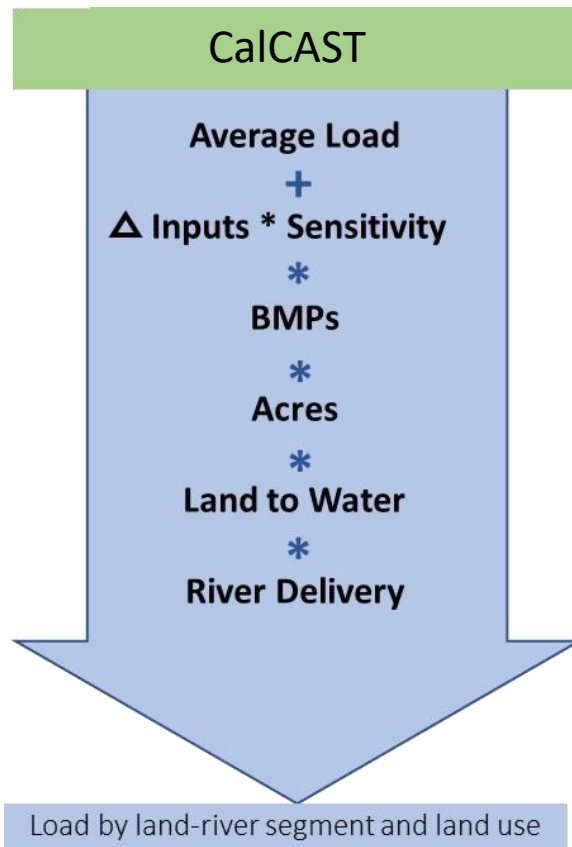 CalCAST
Average Load
+
Δ Inputs * Sensitivity
*
BMPs
*
Acres
*
Land to Water
*
River Delivery
Load by land-river segment and land use